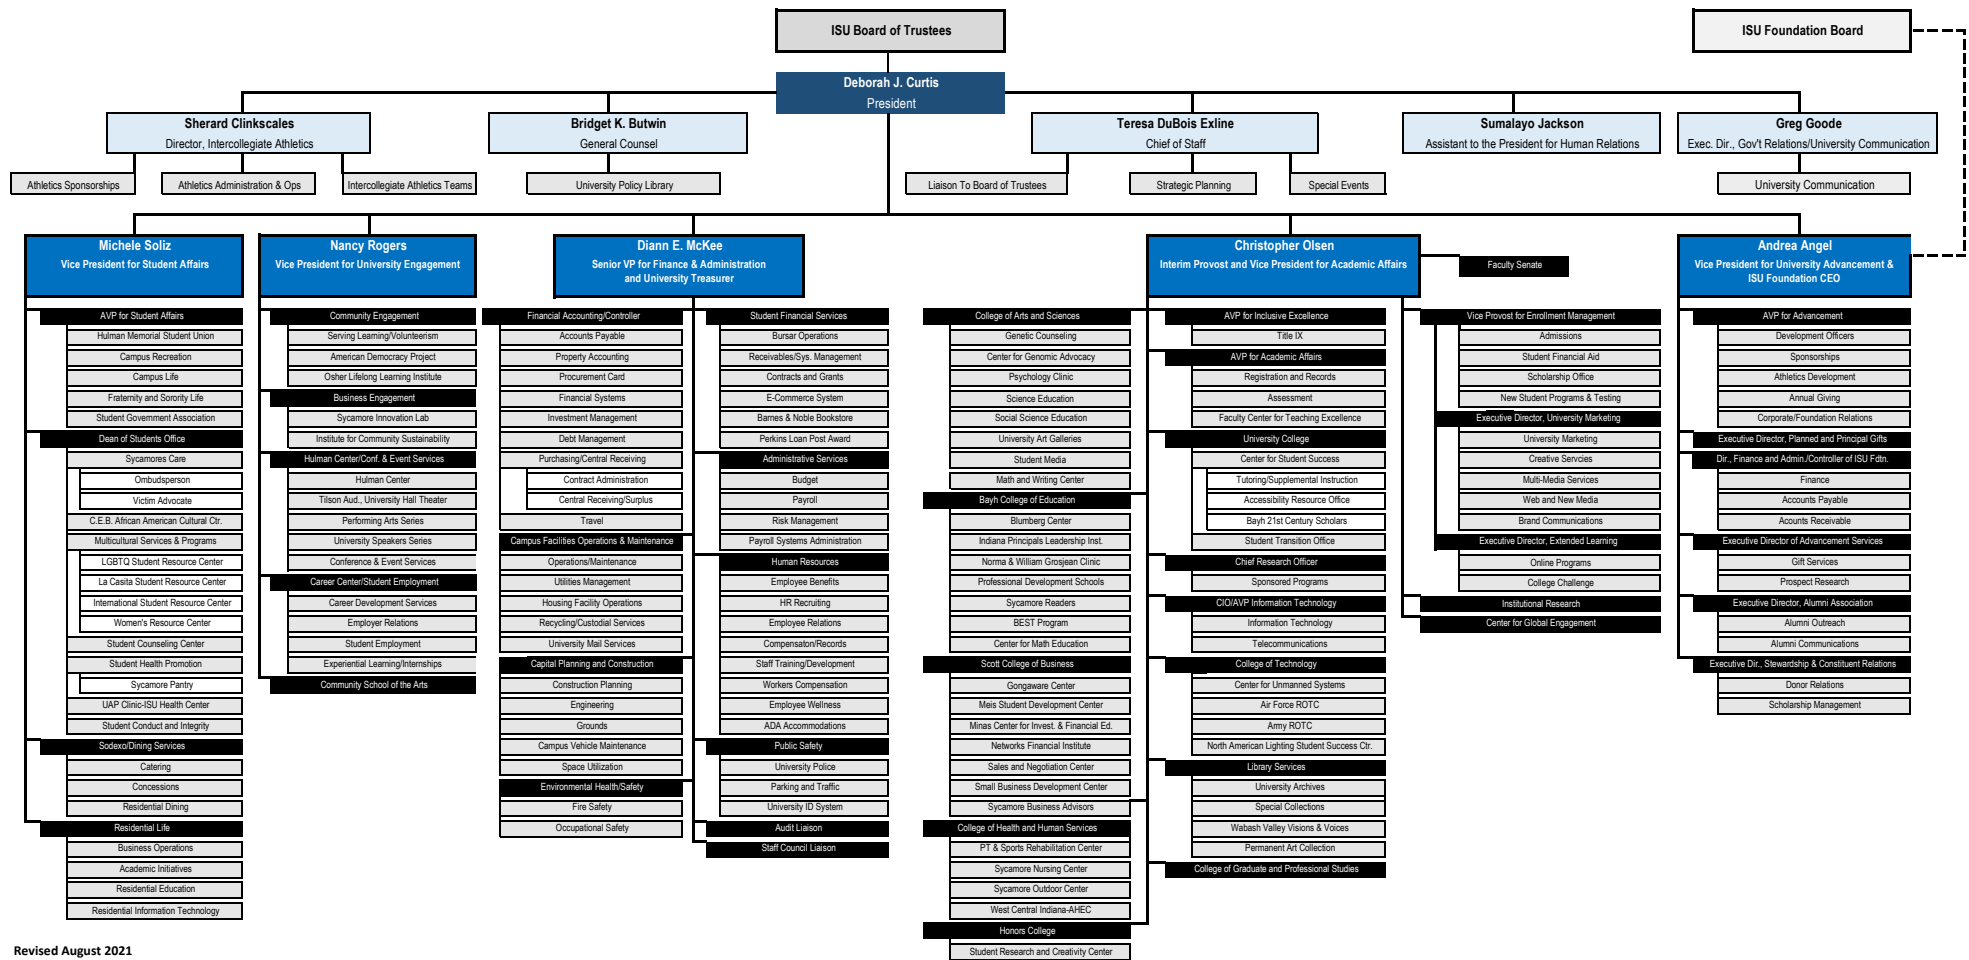 ISU Board of Trustees
ISU Foundation Board
Deborah J. Curtis
President
Sherard Clinkscales
Director, Intercollegiate Athletics
Bridget K. Butwin
General Counsel
Teresa DuBois Exline
Chief of Staff
Sumalayo Jackson
Assistant to the President for Human Relations
Greg Goode
Exec. Dir., Gov't Relations/University Communication
Athletics Sponsorships
Athletics Administration & Ops
Intercollegiate Athletics Teams
University Policy Library
Liaison To Board of Trustees
Strategic Planning
Special Events
University Communication
Michele Soliz
Vice President for Student Affairs
AVP for Student Affairs
Hulman Memorial Student Union
Campus Recreation
Campus Life
Fraternity and Sorority Life
Student Government Association
Dean of Students Office
Sycamores Care
Ombudsperson
Victim Advocate
C.E.B. African American Cultural Ctr.
Multicultural Services & Programs
LGBTQ Student Resource Center
La Casita Student Resource Center
International Student Resource Center
Women's Resource Center
Student Counseling Center
Student Health Promotion
Sycamore Pantry
UAP Clinic-ISU Health Center
Student Conduct and Integrity
Sodexo/Dining Services
Catering
Concessions
Residential Dining
Residential Life
Business Operations
Academic Initiatives
Residential Education
Residential Information Technology
Nancy Rogers
Vice President for University Engagement
Community Engagement
Serving Learning/Volunteerism
American Democracy Project
Osher Lifelong Learning Institute
Business Engagement
Sycamore Innovation Lab
Institute for Community Sustainability
Hulman Center/Conf. & Event Services
Hulman Center
Tilson Aud., University Hall Theater
Performing Arts Series
University Speakers Series
Conference & Event Services
Career Center/Student Employment
Career Development Services
Employer Relations
Student Employment
Experiential Learning/Internships
Community School of the Arts
Diann E. McKee
Senior VP for Finance & Administration
and University Treasurer
Financial Accounting/Controller
Accounts Payable
Property Accounting
Procurement Card
Financial Systems
Investment Management
Debt Management
Purchasing/Central Receiving
Contract Administration
Central Receiving/Surplus
Travel
Campus Facilities Operations & Maintenance
Operations/Maintenance
Utilities Management
Housing Facility Operations
Recycling/Custodial Services
University Mail Services
Capital Planning and Construction
Construction Planning
Engineering
Grounds
Campus Vehicle Maintenance
Space Utilization
Environmental Health/Safety
Fire Safety
Occupational Safety
Student Financial Services
Bursar Operations
Receivables/Sys. Management
Contracts and Grants
E-Commerce System
Barnes & Noble Bookstore
Perkins Loan Post Award
Administrative Services
Budget
Payroll
Risk Management
Payroll Systems Administration
Human Resources
Employee Benefits
HR Recruiting
Employee Relations
Compensaton/Records
Staff Training/Development
Workers Compensation
Employee Wellness
ADA Accommodations
Public Safety
University Police
Parking and Traffic
University ID System
Audit Liaison
Staff Council Liaison
Christopher Olsen
Interim Provost and Vice President for Academic Affairs
Faculty Senate
College of Arts and Sciences
Genetic Counseling
Center for Genomic Advocacy
Psychology Clinic
Science Education
Social Science Education
University Art Galleries
Student Media
Math and Writing Center
Bayh College of Education
Blumberg Center
Indiana Principals Leadership Inst.
Norma & William Grosjean Clinic
Professional Development Schools
Sycamore Readers
BEST Program
Center for Math Education
Scott College of Business
Gongaware Center
Meis Student Development Center
Minas Center for Invest. & Financial Ed.
Networks Financial Institute
Sales and Negotiation Center
Small Business Development Center
Sycamore Business Advisors
College of Health and Human Services
PT & Sports Rehabilitation Center
Sycamore Nursing Center
Sycamore Outdoor Center
West Central Indiana-AHEC
Honors College
Student Research and Creativity Center
AVP for Inclusive Excellence
Title IX
AVP for Academic Affairs
Registration and Records
Assessment
Faculty Center for Teaching Excellence
University College
Center for Student Success
Tutoring/Supplemental Instruction
Accessibility Resource Office
Bayh 21st Century Scholars
Student Transition Office
Chief Research Officer
Sponsored Programs
CIO/AVP Information Technology
Information Technology
Telecommunications
College of Technology
Center for Unmanned Systems
Air Force ROTC
Army ROTC
North American Lighting Student Success Ctr.
Library Services
University Archives
Special Collections
Wabash Valley Visions & Voices
Permanent Art Collection
College of Graduate and Professional Studies
Vice Provost for Enrollment Management
Admissions
Student Financial Aid
Scholarship Office
New Student Programs & Testing
Executive Director, University Marketing
University Marketing
Creative Servcies
Multi-Media Services
Web and New Media
Brand Communications
Executive Director, Extended Learning
Online Programs
College Challenge
Institutional Research
Center for Global Engagement
Andrea Angel
Vice President for University Advancement &
ISU Foundation CEO
AVP for Advancement
Development Officers
Sponsorships
Athletics Development
Annual Giving
Corporate/Foundation Relations
Executive Director, Planned and Principal Gifts
Dir., Finance and Admin./Controller of ISU Fdtn.
Finance
Accounts Payable
Acounts Receivable
Executive Director of Advancement Services
Gift Services
Prospect Research
Executive Director, Alumni Association
Alumni Outreach
Alumni Communications
Executive Dir., Stewardship & Constituent Relations
Donor Relations
Scholarship Management
Revised August 2021